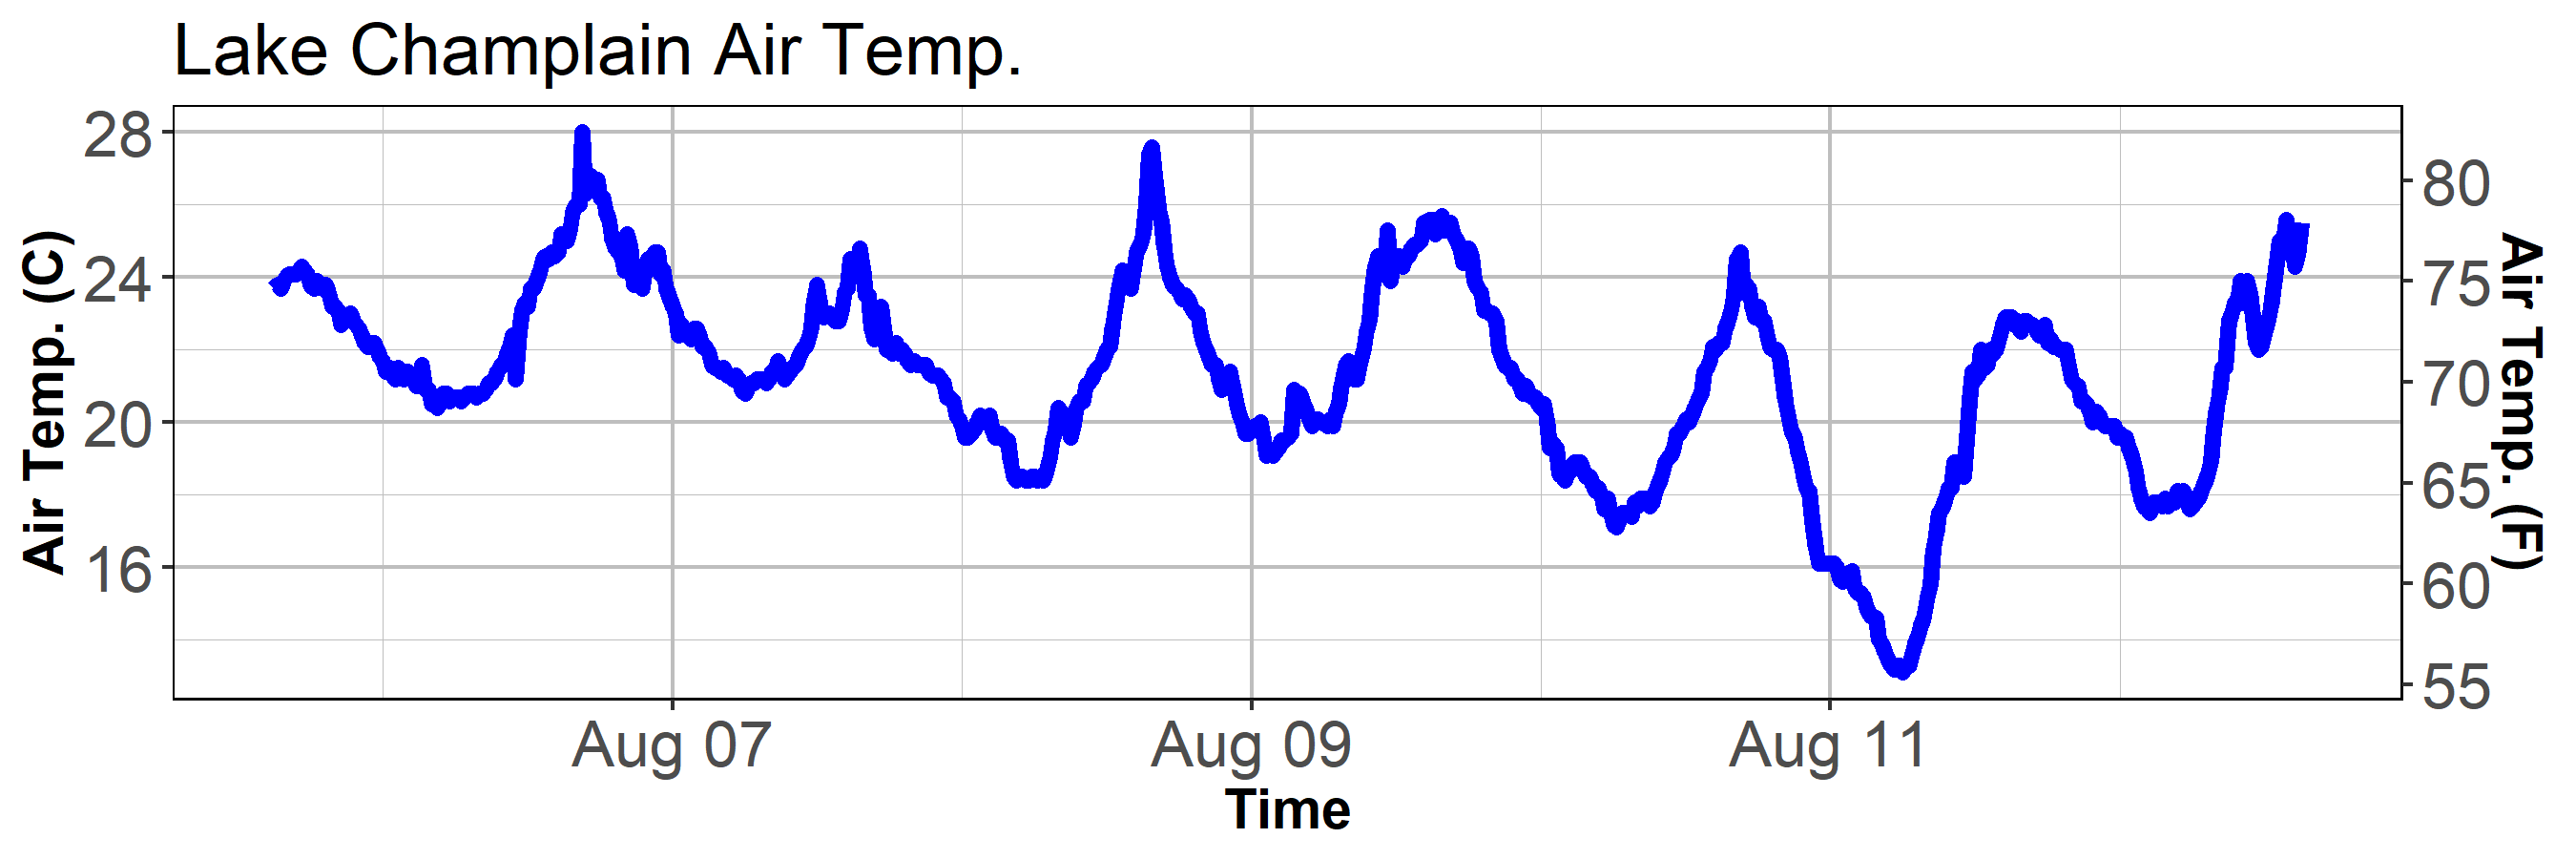 Lake Champlain Air Temp.
Air Temp. (C)
28
24
20
16
80
75
70
65
60
55
Air Temp. (F)
Aug 07
Aug 09
Aug 11
Time